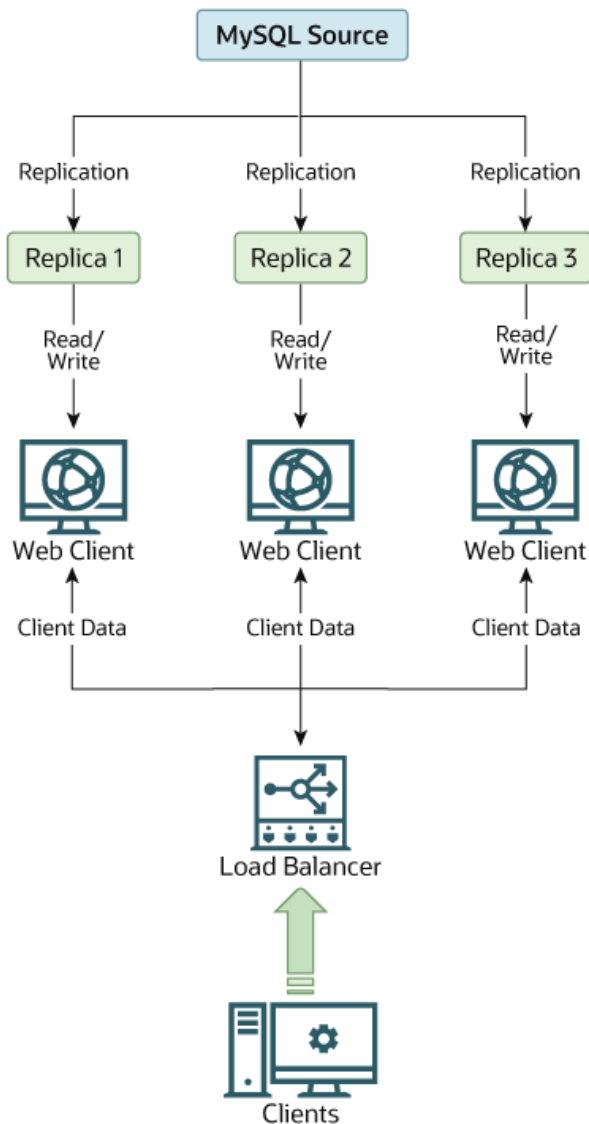 MySQL Source
Replication
Replication
Replication
Replica 1
Replica 2
Replica 3
Read/
Write
Read/
Write
Read/
Write
Web Client
Web Client
Web Client
Client Data
Client Data
Client Data
Load Balancer
Clients